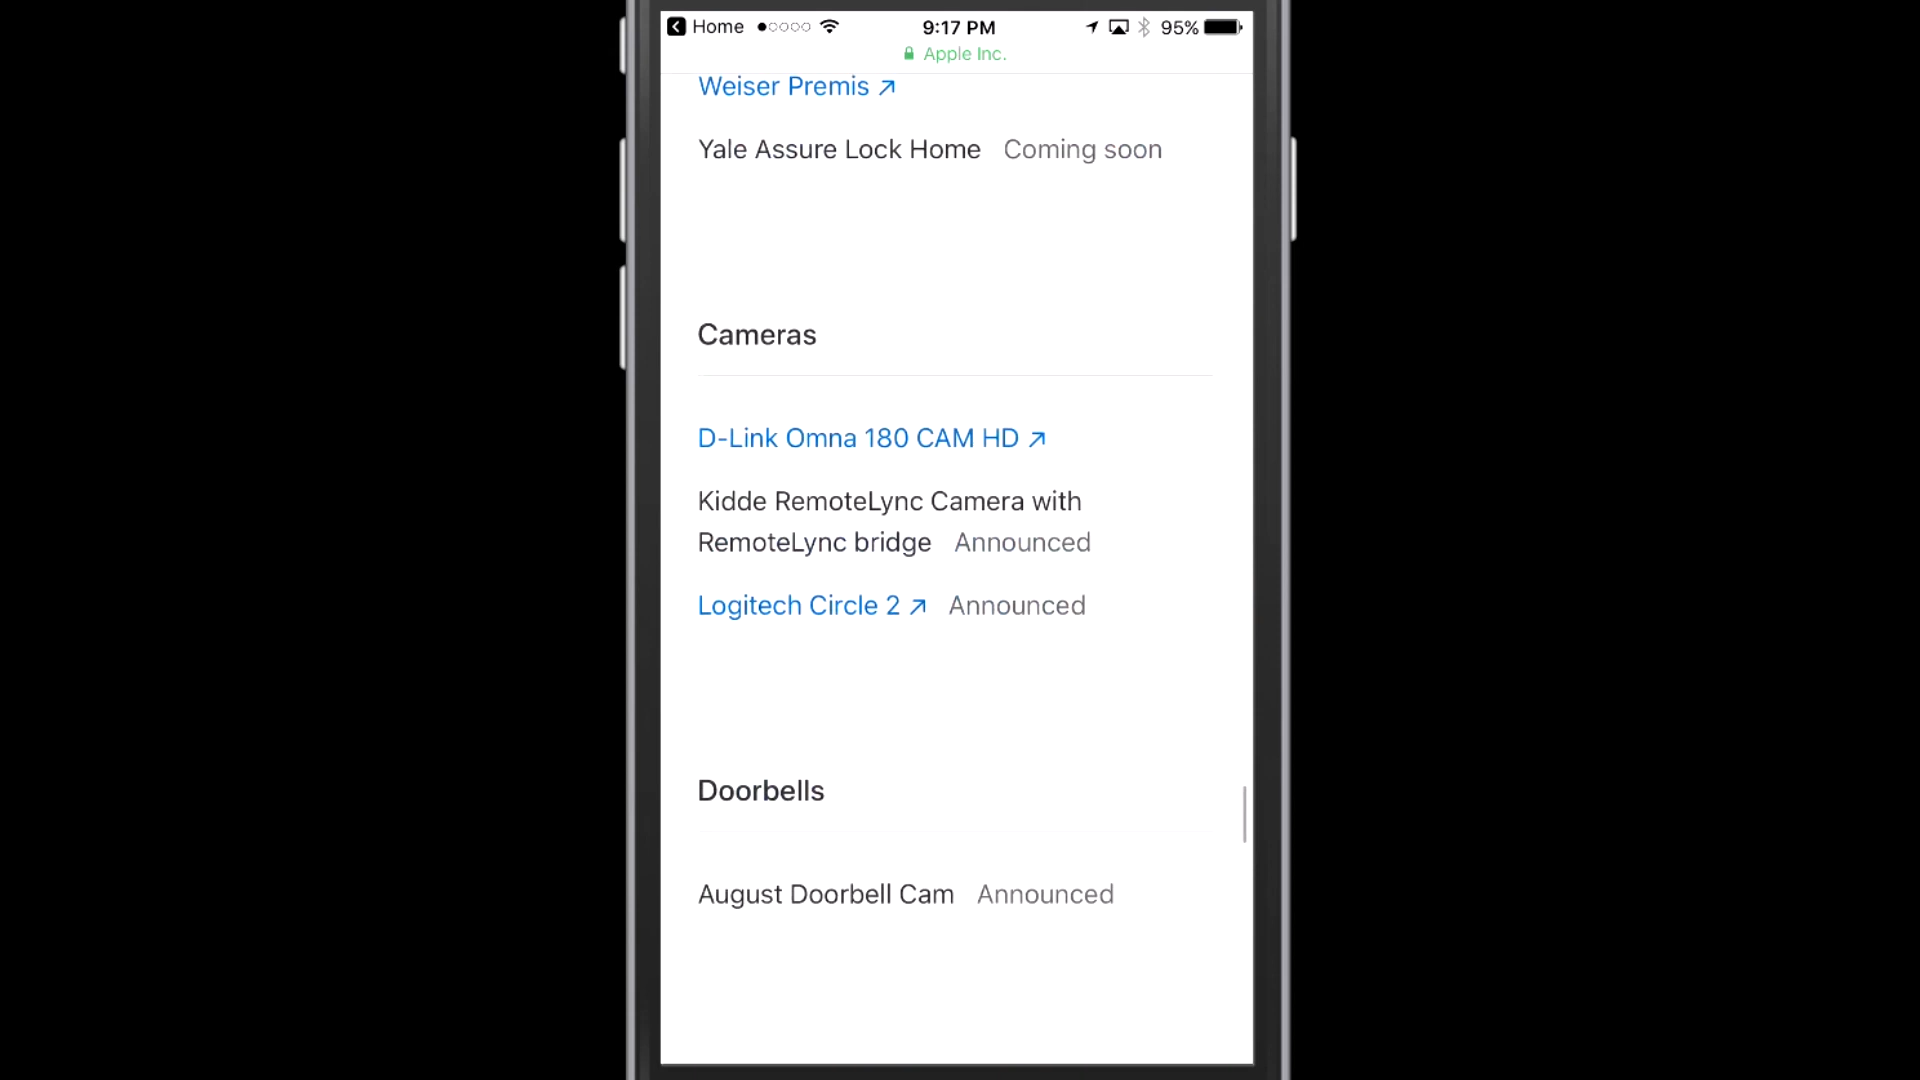 Home 9:17 PM 95%
Apple Inc.
Weiser Premis ↗
Yale Assure Lock Home Coming soon
Cameras
D-Link Omna 180 CAM HD ↗
Kidde RemoteLync Camera with
RemoteLync bridge Announced
Logitech Circle 2 ↗ Announced
Doorbells
August Doorbell Cam Announced